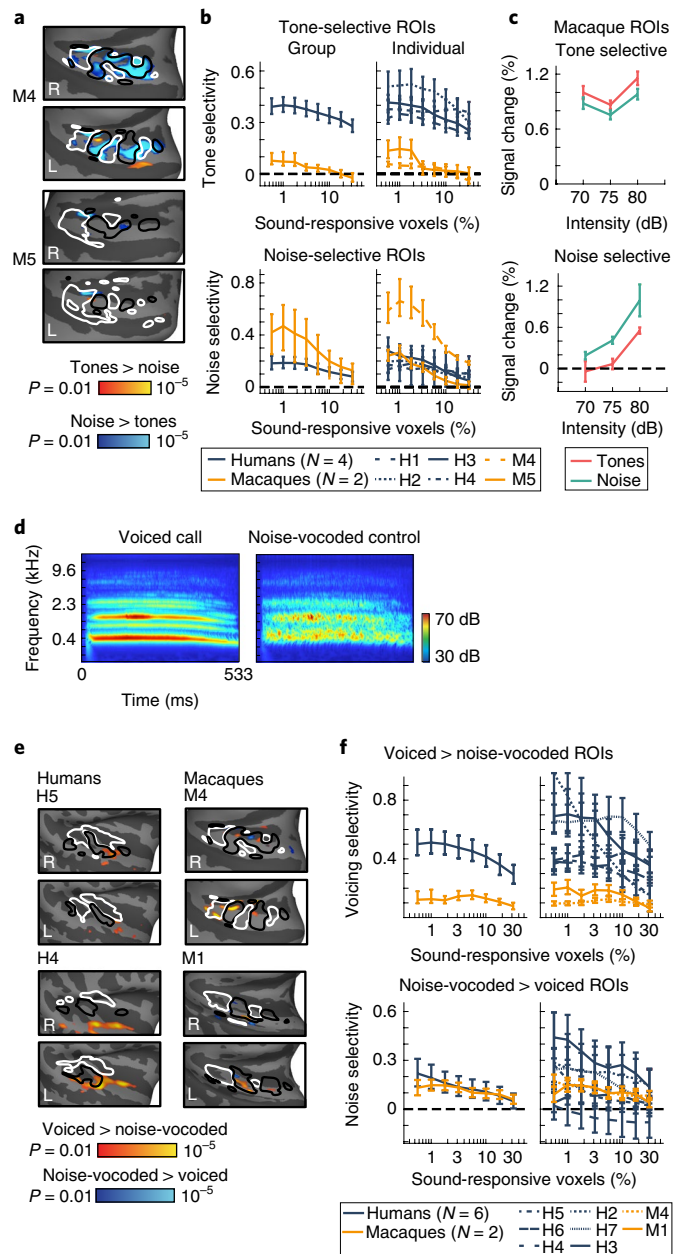 a
M4
R
L
M5
R
L
Tones > noise
P = 0.01 10⁻⁵
Noise > tones
P = 0.01 10⁻⁵
b
Tone-selective ROIs
Group Individual
Tone selectivity
0.6
0.4
0.2
0
1 10 1 10
Sound-responsive voxels (%)
Noise-selective ROIs
Noise selectivity
0.8
0.4
0
1 10 1 10
Sound-responsive voxels (%)
Humans (N = 4) H1 H3 M4
Macaques (N = 2) H2 H4 M5
c
Macaque ROIs
Tone selective
Signal change (%)
1.2
0.6
0
70 75 80
Intensity (dB)
Noise selective
Signal change (%)
1.2
0.6
0
70 75 80
Intensity (dB)
Tones
Noise
d
Voiced call Noise-vocoded control
Frequency (kHz)
9.6
2.3
0.4
0 533
Time (ms)
70 dB
30 dB
e
Humans Macaques
H5 M4
R R
L L
H4 M1
R R
L L
Voiced > noise-vocoded
P = 0.01 10⁻⁵
Noise-vocoded > voiced
P = 0.01 10⁻⁵
f
Voiced > noise-vocoded ROIs
Voicing selectivity
0.8
0.4
1 10 30 1 10 30
Sound-responsive voxels (%)
Noise-vocoded > voiced ROIs
Noise selectivity
0.6
0.3
0
1 10 30 1 10 30
Sound-responsive voxels (%)
Humans (N = 6) H5 H2 M4
Macaques (N = 2) H6 H7 M1
H4 H3